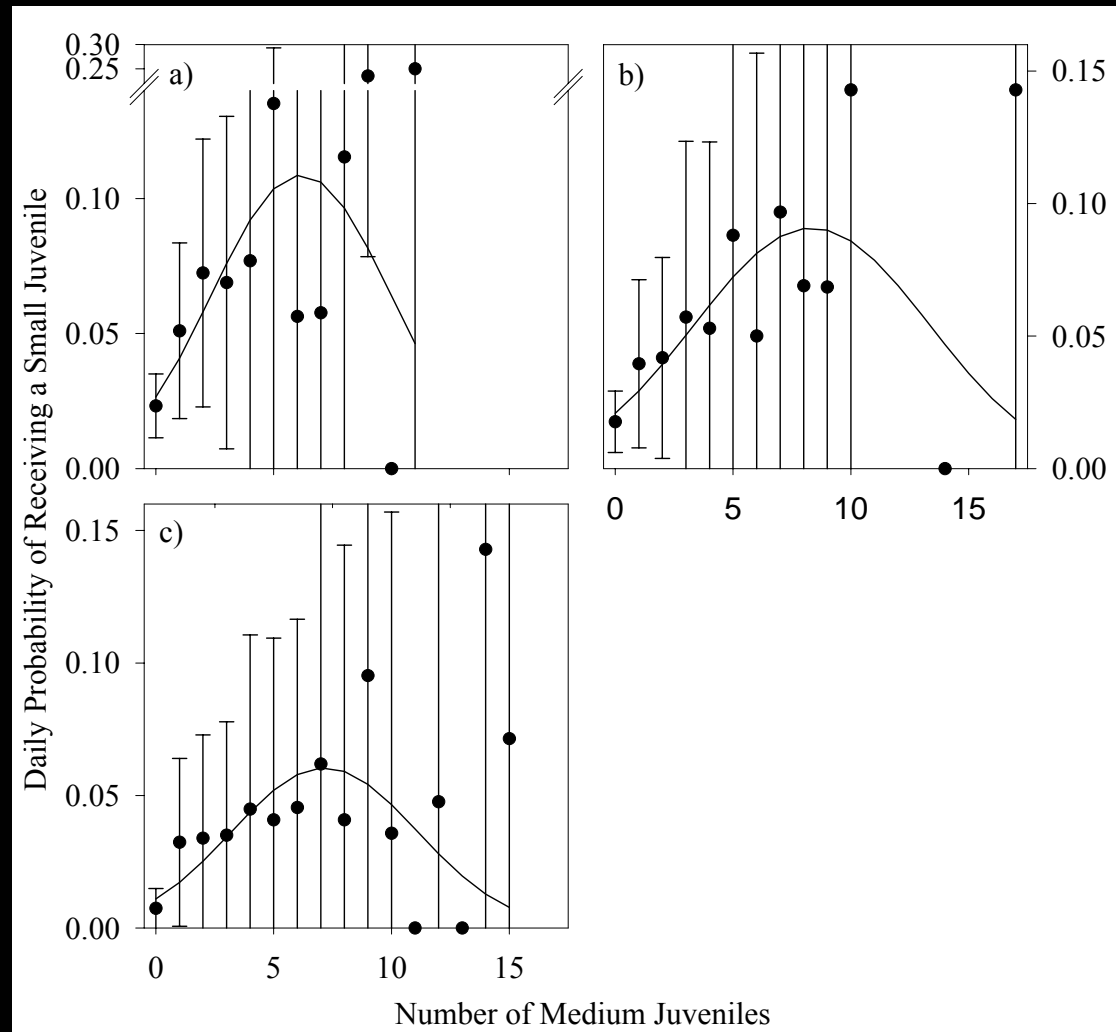 Daily Probability of Receiving a Small Juvenile
a)
0.30
0.25
0.10
0.05
0.00
b)
0.15
0.10
0.05
0.00
0 5 10 15
c)
0.15
0.10
0.05
0.00
0 5 10 15
Number of Medium Juveniles